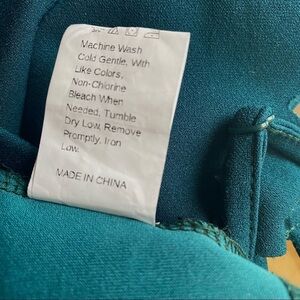 Machine Wash
Cold Gentle, With
Like Colors,
Non-Chlorine
Bleach When
Needed, Tumble
Dry Low, Remove
Promptly, Iron
Low.
MADE IN CHINA